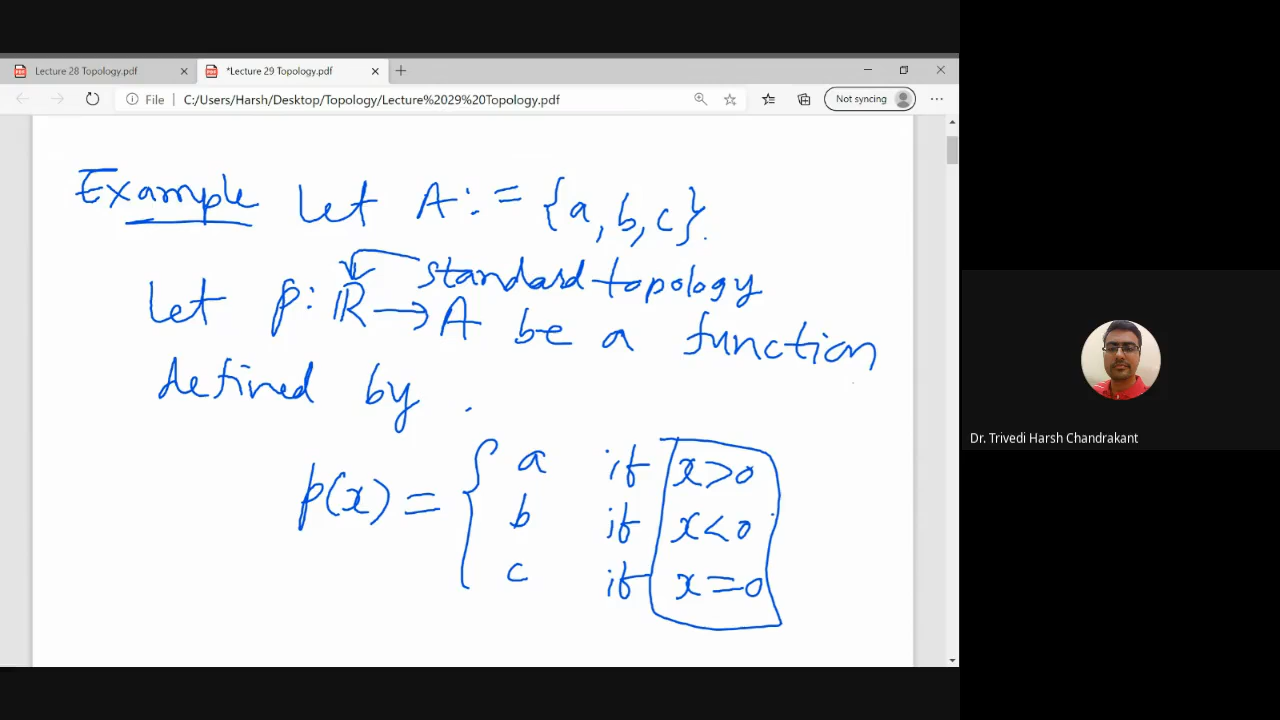 Lecture 28 Topology.pdf
*Lecture 29 Topology.pdf
File | C:/Users/Harsh/Desktop/Topology/Lecture%2029%20Topology.pdf
Not syncing
Example Let A := {a, b, c}.
standard topology
Let p: ℝ → A be a function
defined by .
p(x) = { a if x>0
b if x<0
c if x=0
Dr. Trivedi Harsh Chandrakant